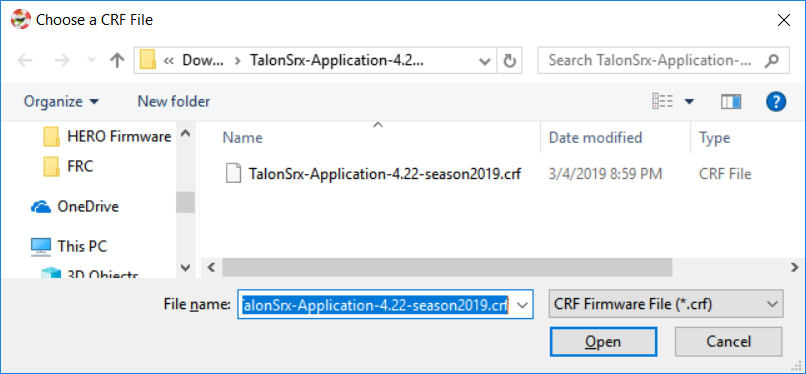 Choose a CRF File
« Dow... > TalonSrx-Application-4.2... Search TalonSrx-Application-...
Organize New folder
HERO Firmware
FRC
OneDrive
This PC
3D Objects
Name Date modified Type
TalonSrx-Application-4.22-season2019.crf 3/4/2019 8:59 PM CRF File
File name: alonSrx-Application-4.22-season2019.crf CRF Firmware File (*.crf)
Open Cancel